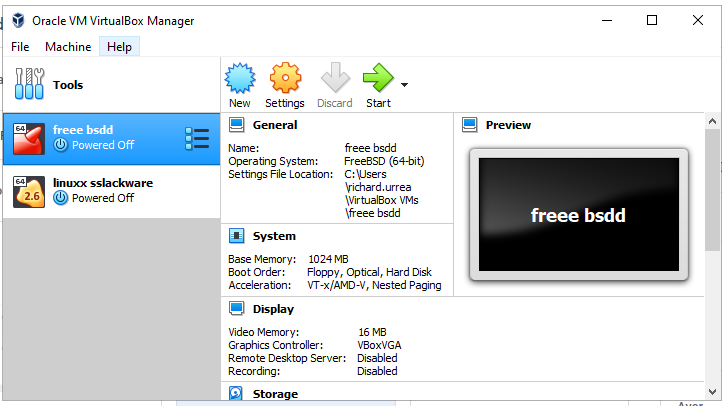 Oracle VM VirtualBox Manager
File Machine Help
Tools
New Settings Discard Start
64 freee bsdd
Powered Off
64 linuxx sslackware
2.6 Powered Off
General
Name: freee bsdd
Operating System: FreeBSD (64-bit)
Settings File Location: C:\Users
\richard.urrea
\VirtualBox VMs
\freee bsdd
Preview
freee bsdd
System
Base Memory: 1024 MB
Boot Order: Floppy, Optical, Hard Disk
Acceleration: VT-x/AMD-V, Nested Paging
Display
Video Memory: 16 MB
Graphics Controller: VBoxVGA
Remote Desktop Server: Disabled
Recording: Disabled
Storage